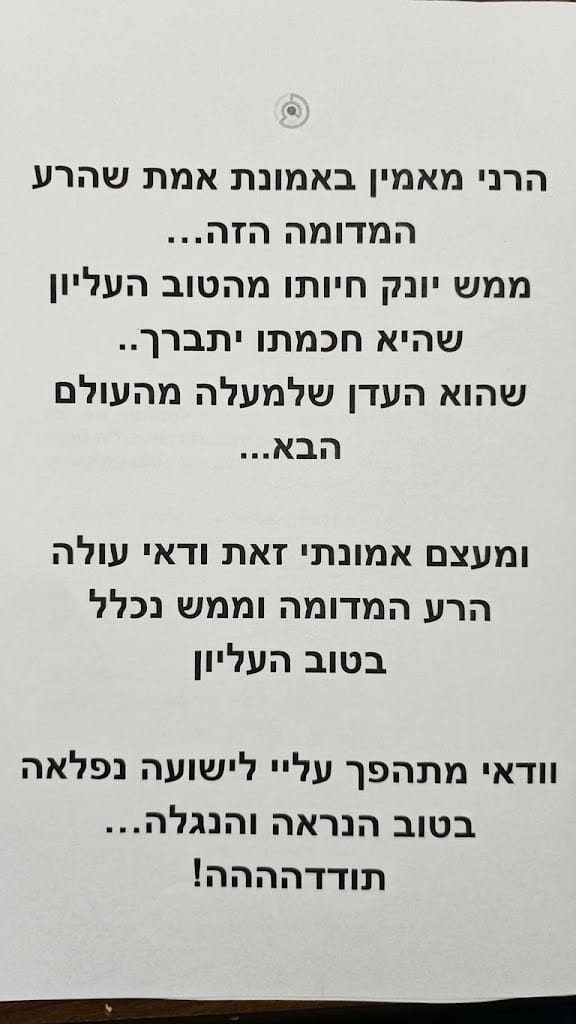 הרני מאמין באמונת אמת שהרע
המדומה הזה...
ממש יונק חיותו מהטוב העליון
שהיא חכמתו יתברך..
שהוא העדן שלמעלה מהעולם
הבא...
ומעצם אמונתי זאת ודאי עולה
הרע המדומה וממש נכלל
בטוב העליון
וודאי מתהפך עליי לישועה נפלאה
בטוב הנראה והנגלה...
תודדהההה!